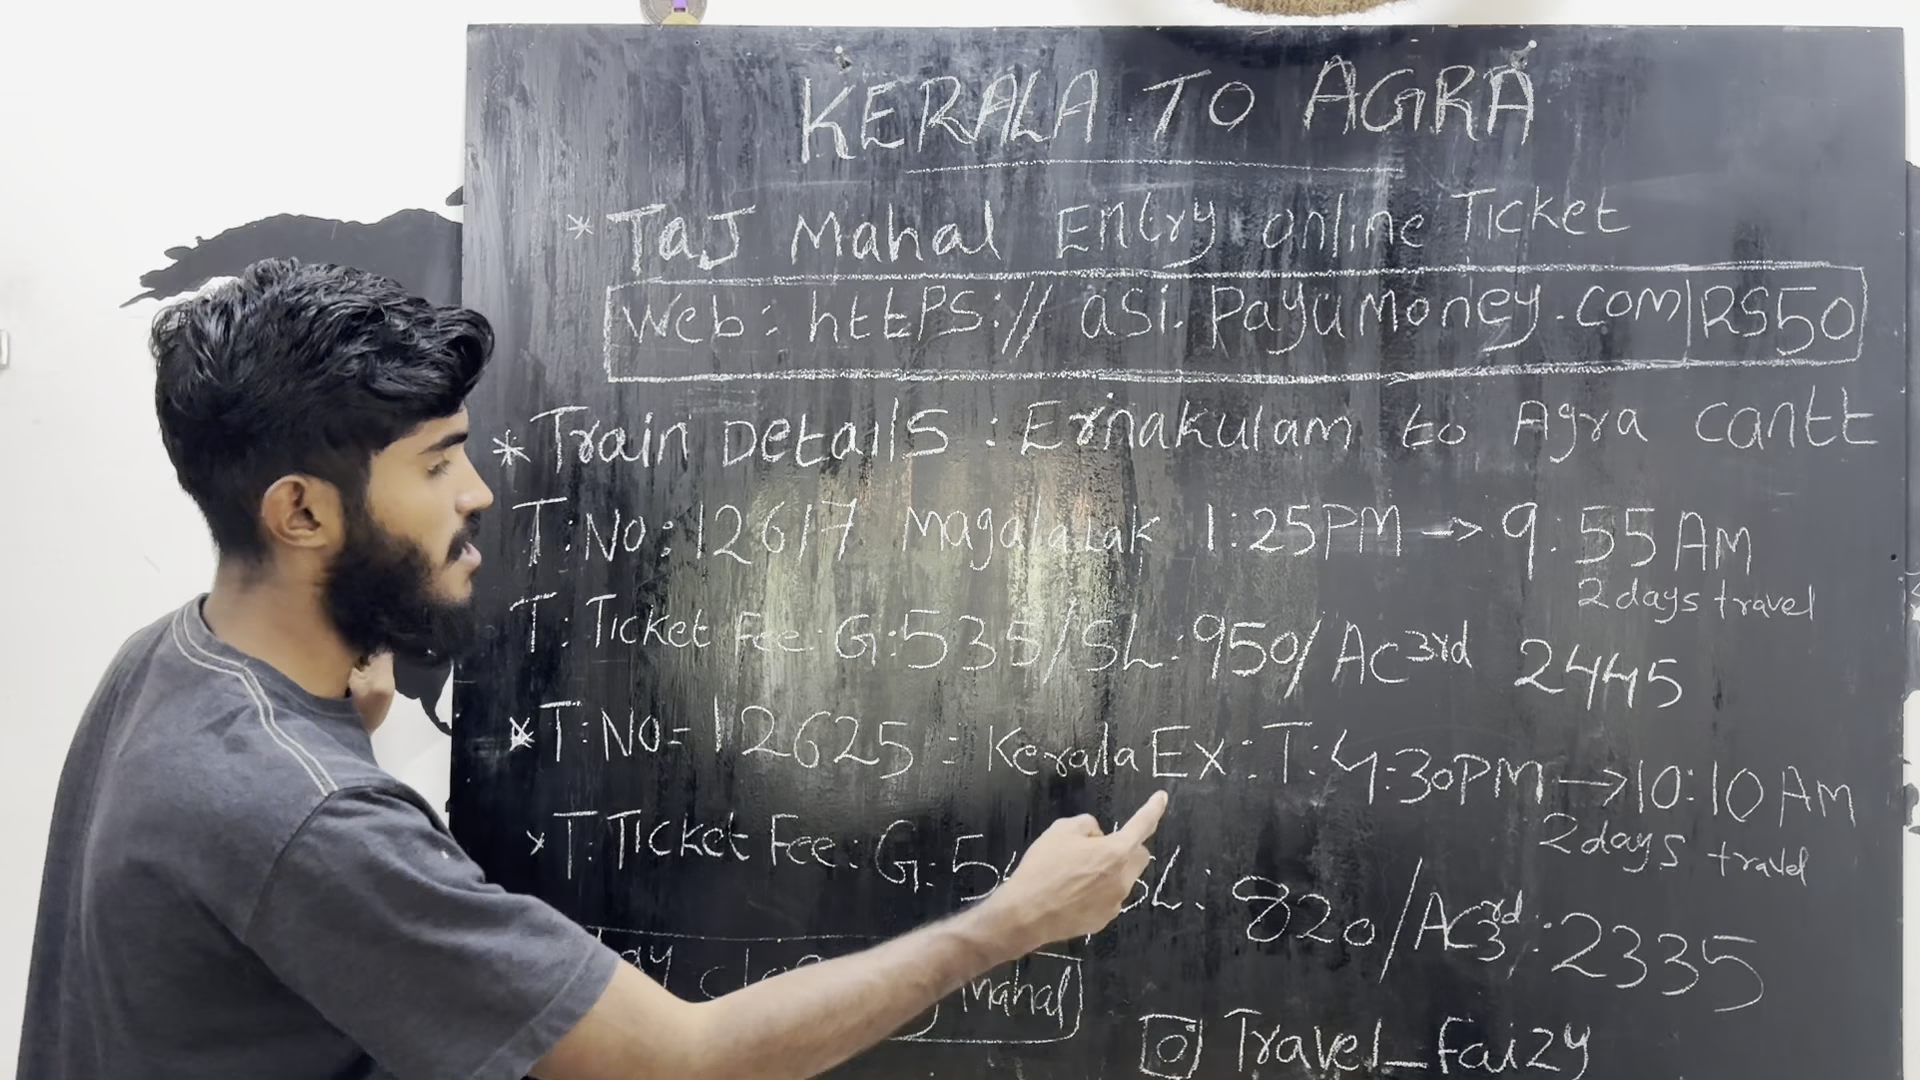 KERALA TO AGRA
* TaJ Mahal Entry online Ticket
Web: https:// asi.Payumoney.com | RS50
* Train Details : Ernakulam to Agra cantt
T:No:12617 Magalalak 1:25PM -> 9:55AM
2 days travel
T: Ticket Fee: G:535/SL:950/AC 3rd 2445
* T:No= 12625 = Kerala Ex: T: 4:30PM -> 10:10 AM
2 days travel
* T: Ticket Fee: G: SL: 820/AC 3rd: 2335
mahal
Travel_Faizy